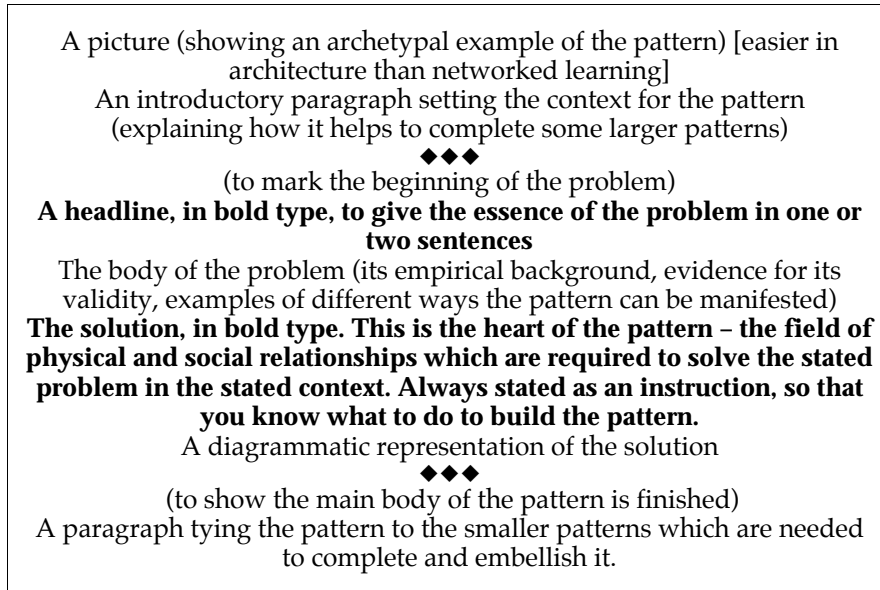 A picture (showing an archetypal example of the pattern) [easier in
architecture than networked learning]
An introductory paragraph setting the context for the pattern
(explaining how it helps to complete some larger patterns)
◆◆◆
(to mark the beginning of the problem)
A headline, in bold type, to give the essence of the problem in one or
two sentences
The body of the problem (its empirical background, evidence for its
validity, examples of different ways the pattern can be manifested)
The solution, in bold type. This is the heart of the pattern – the field of
physical and social relationships which are required to solve the stated
problem in the stated context. Always stated as an instruction, so that
you know what to do to build the pattern.
A diagrammatic representation of the solution
◆◆◆
(to show the main body of the pattern is finished)
A paragraph tying the pattern to the smaller patterns which are needed
to complete and embellish it.